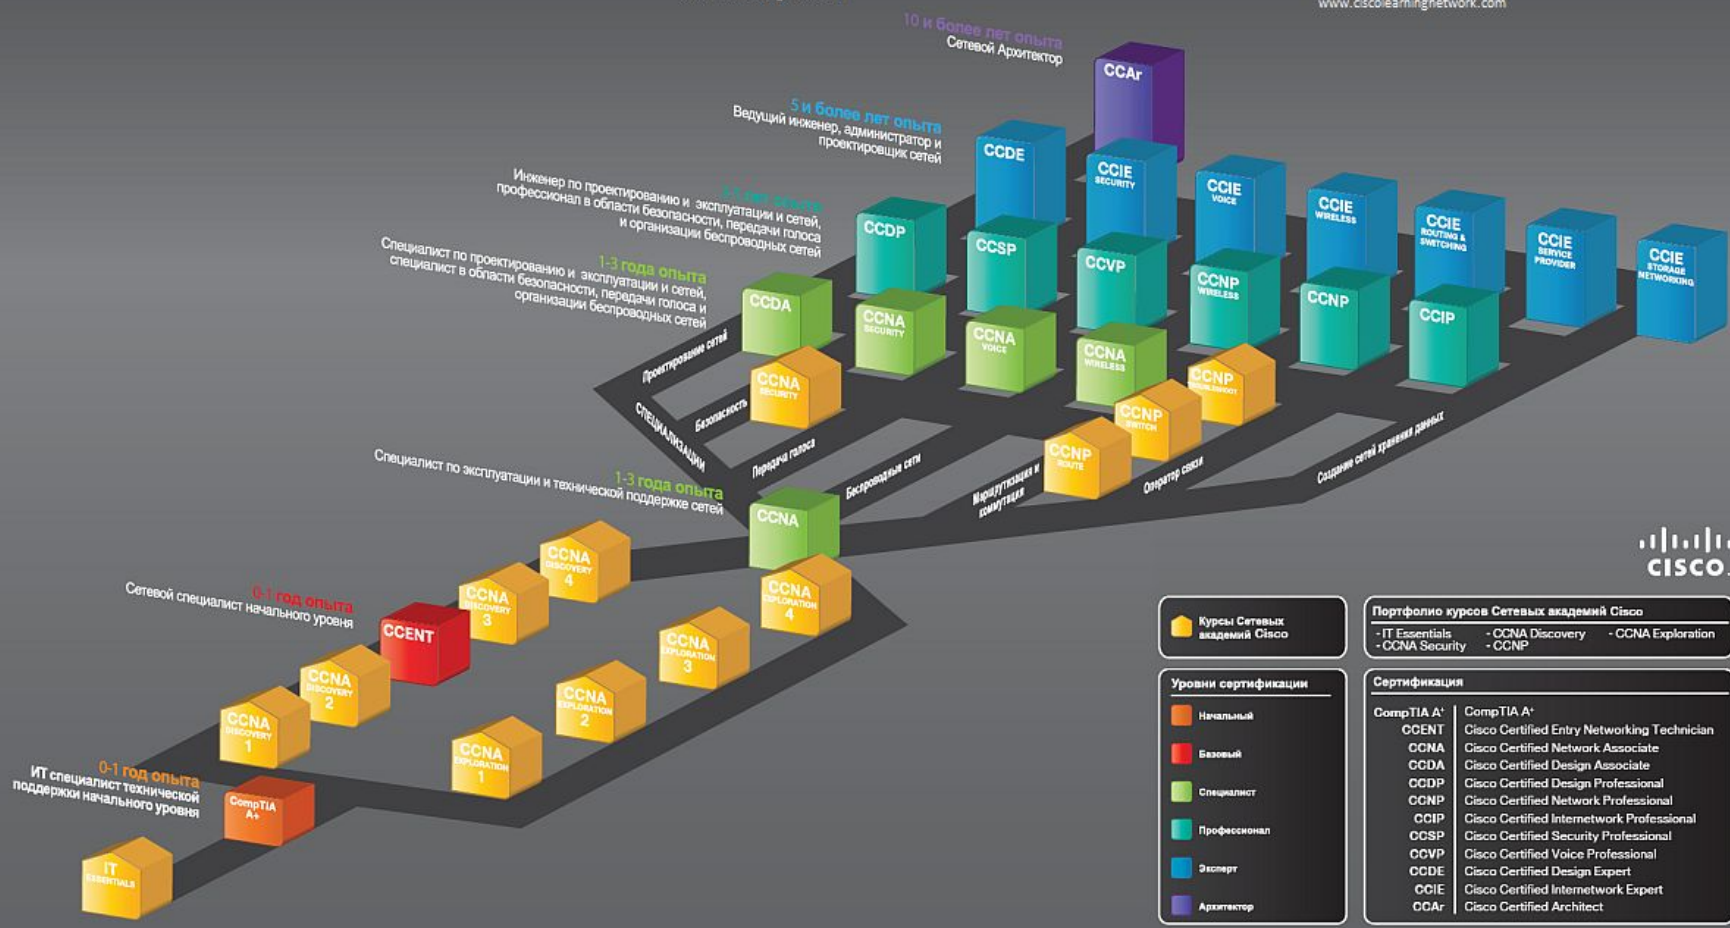 www.ciscolearningnetwork.com
10 и более лет опыта
Сетевой Архитектор
CCAr
5 и более лет опыта
Ведущий инженер, администратор и
проектировщик сетей
CCDE
CCIE
SECURITY
CCIE
VOICE
CCIE
WIRELESS
CCIE
ROUTING &
SWITCHING
CCIE
SERVICE
PROVIDER
CCIE
STORAGE
NETWORKING
лет опыта
Инженер по проектированию и эксплуатации и сетей,
профессионал в области безопасности, передачи голоса
и организации беспроводных сетей
CCDP
CCSP
CCVP
CCNP
WIRELESS
CCNP
CCIP
1-3 года опыта
Специалист по проектированию и эксплуатации и сетей,
специалист в области безопасности, передачи голоса и
организации беспроводных сетей
CCDA
CCNA
SECURITY
CCNA
VOICE
CCNA
WIRELESS
Проектирование сетей
CCNA
SECURITY
CCNP
TROUBLESHOOT
CCNP
SWITCH
CCNP
ROUTE
СПЕЦИАЛИЗАЦИИ
Безопасность
Передача голоса
Беспроводные сети
Маршрутизация и
коммутация
Оператор связи
Создание сетей хранения данных
1-3 года опыта
Специалист по эксплуатации и технической поддержке сетей
CCNA
CCNA
DISCOVERY
4
CCNA
DISCOVERY
3
CCNA
EXPLORATION
4
0-1 год опыта
Сетевой специалист начального уровня
CCENT
CCNA
EXPLORATION
3
CCNA
DISCOVERY
2
CCNA
EXPLORATION
2
CCNA
DISCOVERY
1
CCNA
EXPLORATION
1
0-1 год опыта
ИТ специалист технической
поддержки начального уровня
CompTIA
A+
IT
ESSENTIALS
CISCO.
Курсы Сетевых
академий Cisco
Портфолио курсов Сетевых академий Cisco
- IT Essentials - CCNA Discovery - CCNA Exploration
- CCNA Security - CCNP
Уровни сертификации
Начальный
Базовый
Специалист
Профессионал
Эксперт
Архитектор
Сертификация
CompTIA A+ CompTIA A+
CCENT Cisco Certified Entry Networking Technician
CCNA Cisco Certified Network Associate
CCDA Cisco Certified Design Associate
CCDP Cisco Certified Design Professional
CCNP Cisco Certified Network Professional
CCIP Cisco Certified Internetwork Professional
CCSP Cisco Certified Security Professional
CCVP Cisco Certified Voice Professional
CCDE Cisco Certified Design Expert
CCIE Cisco Certified Internetwork Expert
CCAr Cisco Certified Architect